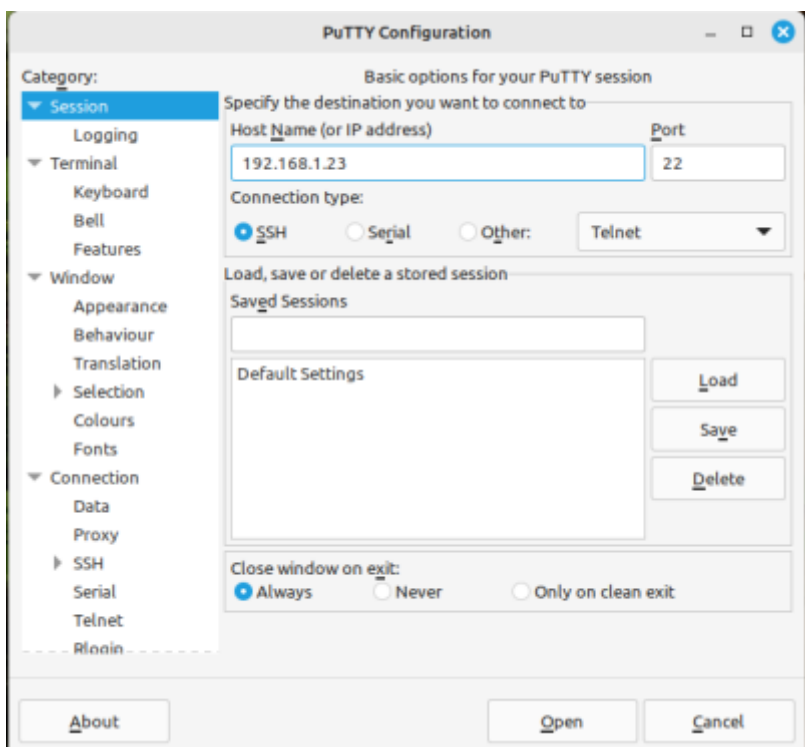 PuTTY Configuration
Category:
Session
Logging
Terminal
Keyboard
Bell
Features
Window
Appearance
Behaviour
Translation
Selection
Colours
Fonts
Connection
Data
Proxy
SSH
Serial
Telnet
Rlogin
Basic options for your PuTTY session
Specify the destination you want to connect to
Host Name (or IP address) Port
192.168.1.23 22
Connection type:
SSH Serial Other: Telnet
Load, save or delete a stored session
Saved Sessions
Default Settings
Load
Save
Delete
Close window on exit:
Always Never Only on clean exit
About Open Cancel